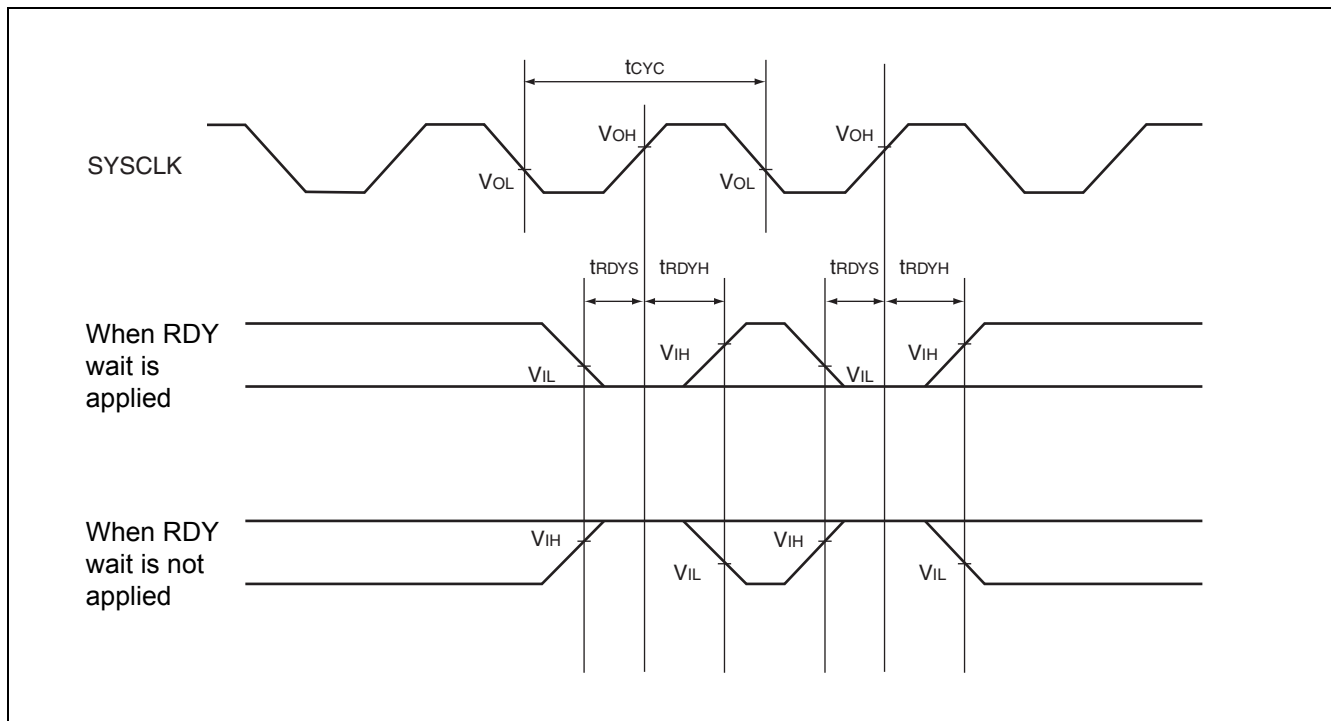 tCYC
VOH
VOH
SYSCLK
VOL
VOL
tRDYS
tRDYH
tRDYS
tRDYH
When RDY
wait is
applied
VIH
VIH
VIL
VIL
When RDY
wait is not
applied
VIH
VIH
VIL
VIL